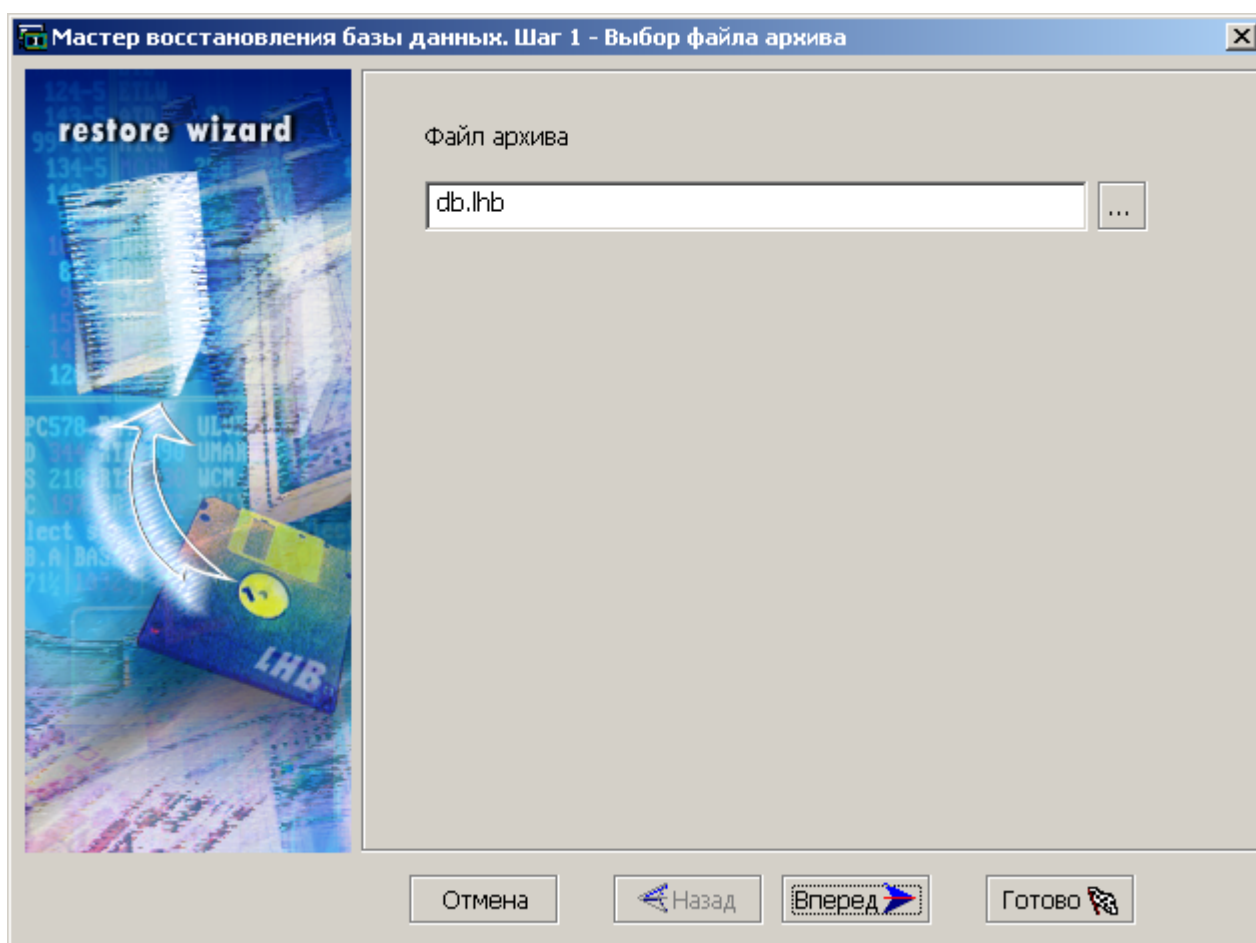 Мастер восстановления базы данных. Шаг 1 - Выбор файла архива
restore wizard
Файл архива
db.lhb
...
LHB
Отмена
Назад
Вперед
Готово